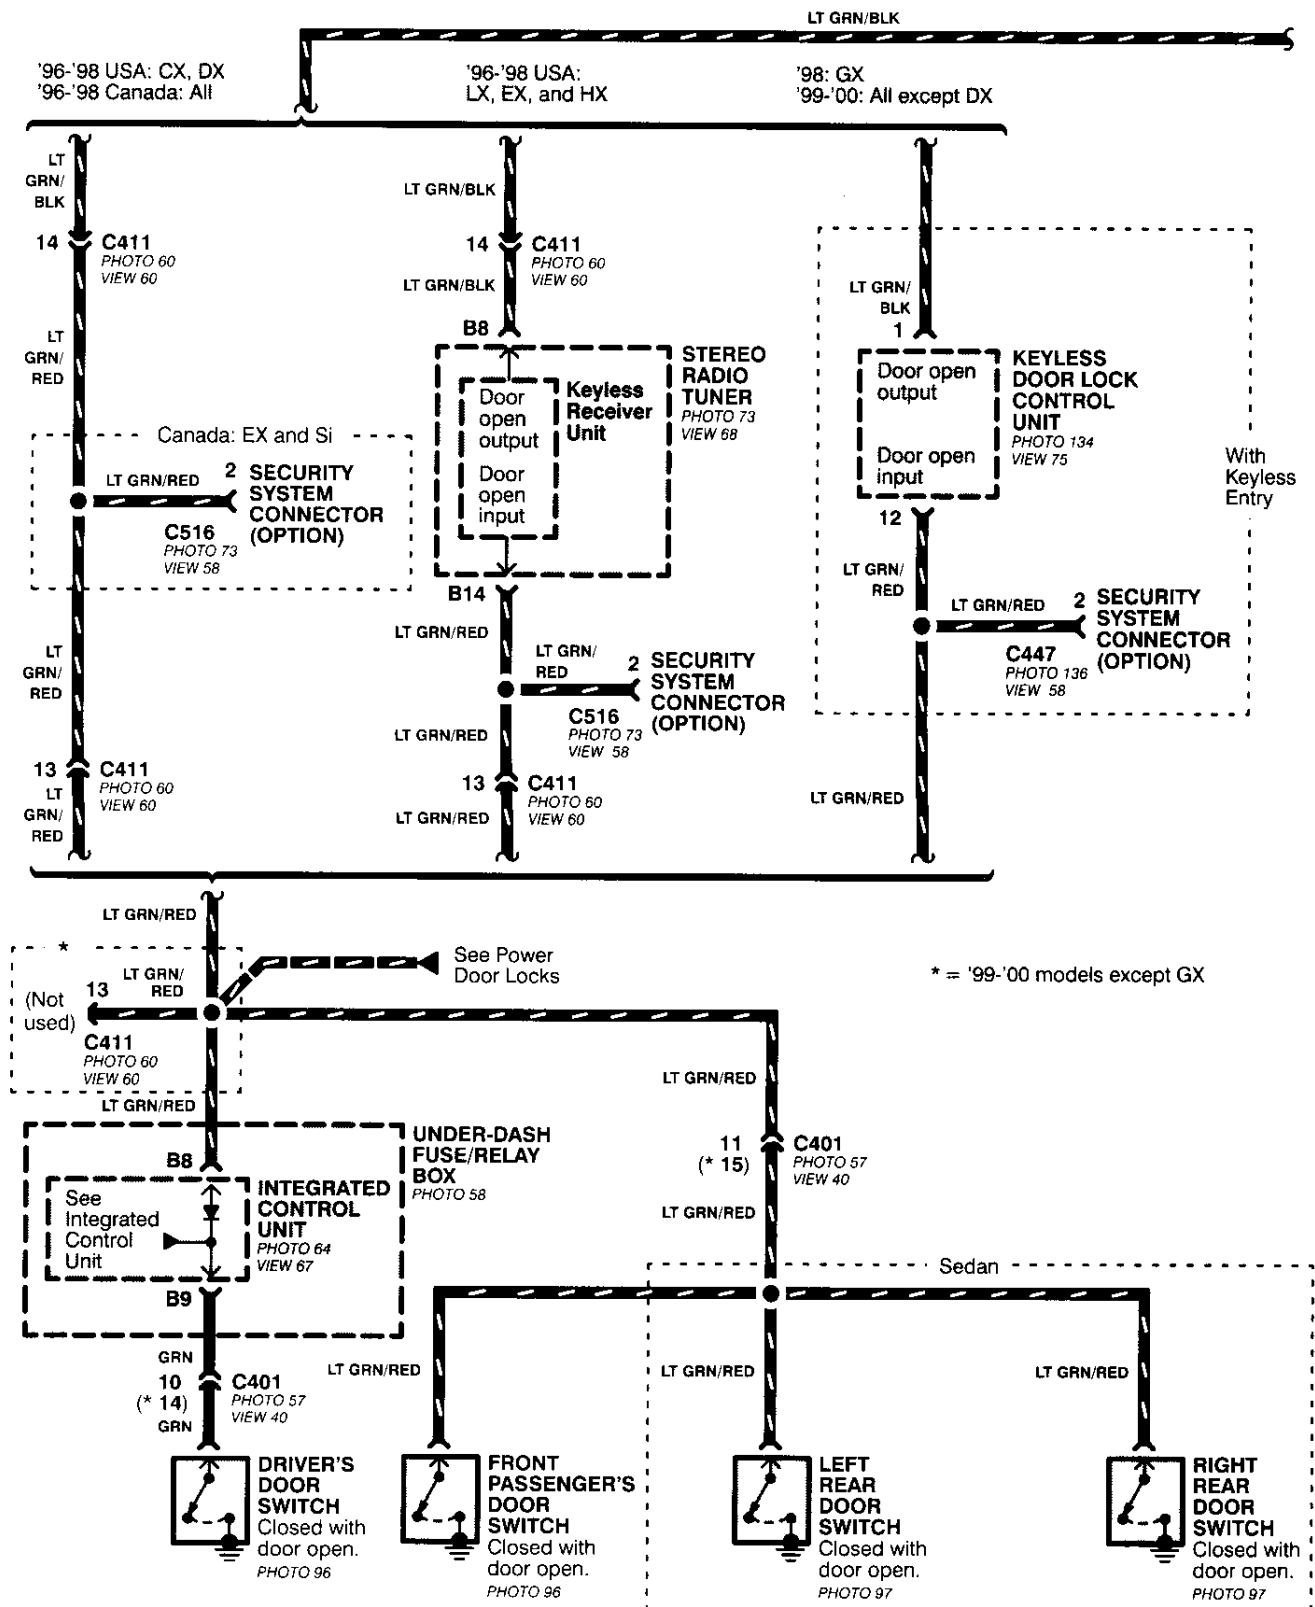 LT GRN/BLK
'96-'98 USA: CX, DX
'96-'98 Canada: All
'96-'98 USA:
LX, EX, and HX
'98: GX
'99-'00: All except DX
LT
GRN/
BLK
14
C411
PHOTO 60
VIEW 60
LT
GRN/
RED
Canada: EX and Si
LT GRN/RED
2
SECURITY
SYSTEM
CONNECTOR
(OPTION)
C516
PHOTO 73
VIEW 58
LT
GRN/
RED
13
C411
PHOTO 60
VIEW 60
LT
GRN/
RED
LT GRN/BLK
14
C411
PHOTO 60
VIEW 60
LT GRN/BLK
B8
STEREO
RADIO
TUNER
PHOTO 73
VIEW 68
Keyless
Receiver
Unit
Door
open
output
Door
open
input
B14
LT GRN/RED
LT GRN/
RED
2
SECURITY
SYSTEM
CONNECTOR
(OPTION)
C516
PHOTO 73
VIEW 58
LT GRN/RED
13
C411
PHOTO 60
VIEW 60
LT GRN/RED
LT GRN/
BLK
1
Door open
output
Door open
input
KEYLESS
DOOR LOCK
CONTROL
UNIT
PHOTO 134
VIEW 75
With
Keyless
Entry
12
LT GRN/
RED
LT GRN/RED
2
SECURITY
SYSTEM
CONNECTOR
(OPTION)
C447
PHOTO 136
VIEW 58
LT GRN/RED
LT GRN/RED
*
LT GRN/
RED
13
(Not
used)
C411
PHOTO 60
VIEW 60
See Power
Door Locks
* = '99-'00 models except GX
LT GRN/RED
UNDER-DASH
FUSE/RELAY
BOX
PHOTO 58
B8
See
Integrated
Control
Unit
INTEGRATED
CONTROL
UNIT
PHOTO 64
VIEW 67
B9
GRN
10
(* 14)
C401
PHOTO 57
VIEW 40
GRN
LT GRN/RED
11
(* 15)
C401
PHOTO 57
VIEW 40
LT GRN/RED
Sedan
LT GRN/RED
LT GRN/RED
LT GRN/RED
DRIVER'S
DOOR
SWITCH
Closed with
door open.
PHOTO 96
FRONT
PASSENGER'S
DOOR
SWITCH
Closed with
door open.
PHOTO 96
LEFT
REAR
DOOR
SWITCH
Closed with
door open.
PHOTO 97
RIGHT
REAR
DOOR
SWITCH
Closed with
door open.
PHOTO 97